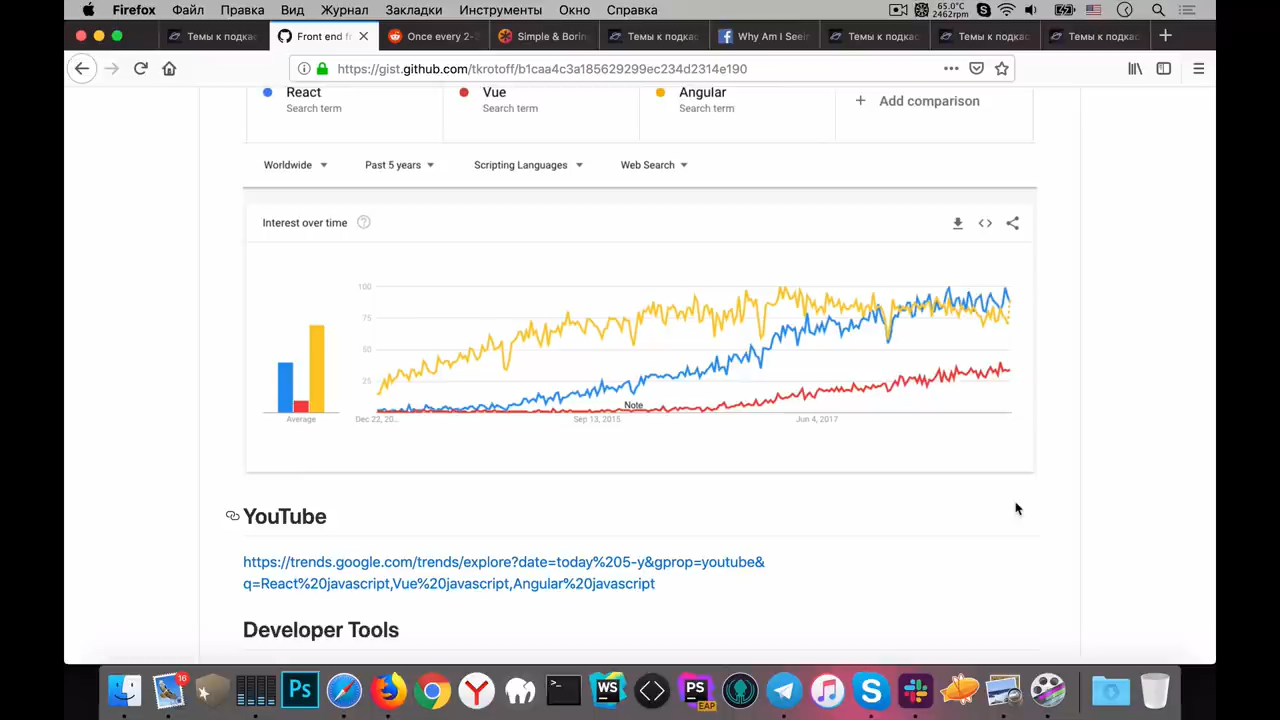 Firefox Файл Правка Вид Журнал Закладки Инструменты Окно Справка 65.0°C 2462rpm
Темы к подкас Front end fr Once every 2- Simple & Borin Темы к подкас Why Am I Seein Темы к подкас Темы к подкас Темы к подкас
https://gist.github.com/tkrotoff/b1caa4c3a185629299ec234d2314e190
React Vue Angular
Search term Search term Search term + Add comparison
Worldwide Past 5 years Scripting Languages Web Search
Interest over time
100
75
50
25
Note
Average Dec 22, 20... Sep 13, 2015 Jun 4, 2017
YouTube
https://trends.google.com/trends/explore?date=today%205-y&gprop=youtube&
q=React%20javascript,Vue%20javascript,Angular%20javascript
Developer Tools
16 Ps WS PS EAP